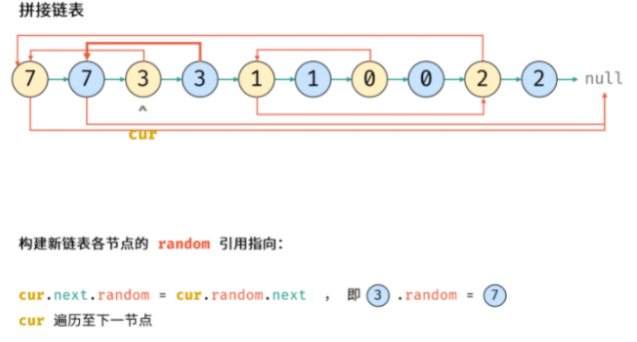 拼接链表
7 7 3 3 1 1 0 0 2 2 null
^
cur
构建新链表各节点的 random 引用指向：
cur.next.random = cur.random.next ， 即 3 .random = 7
cur 遍历至下一节点